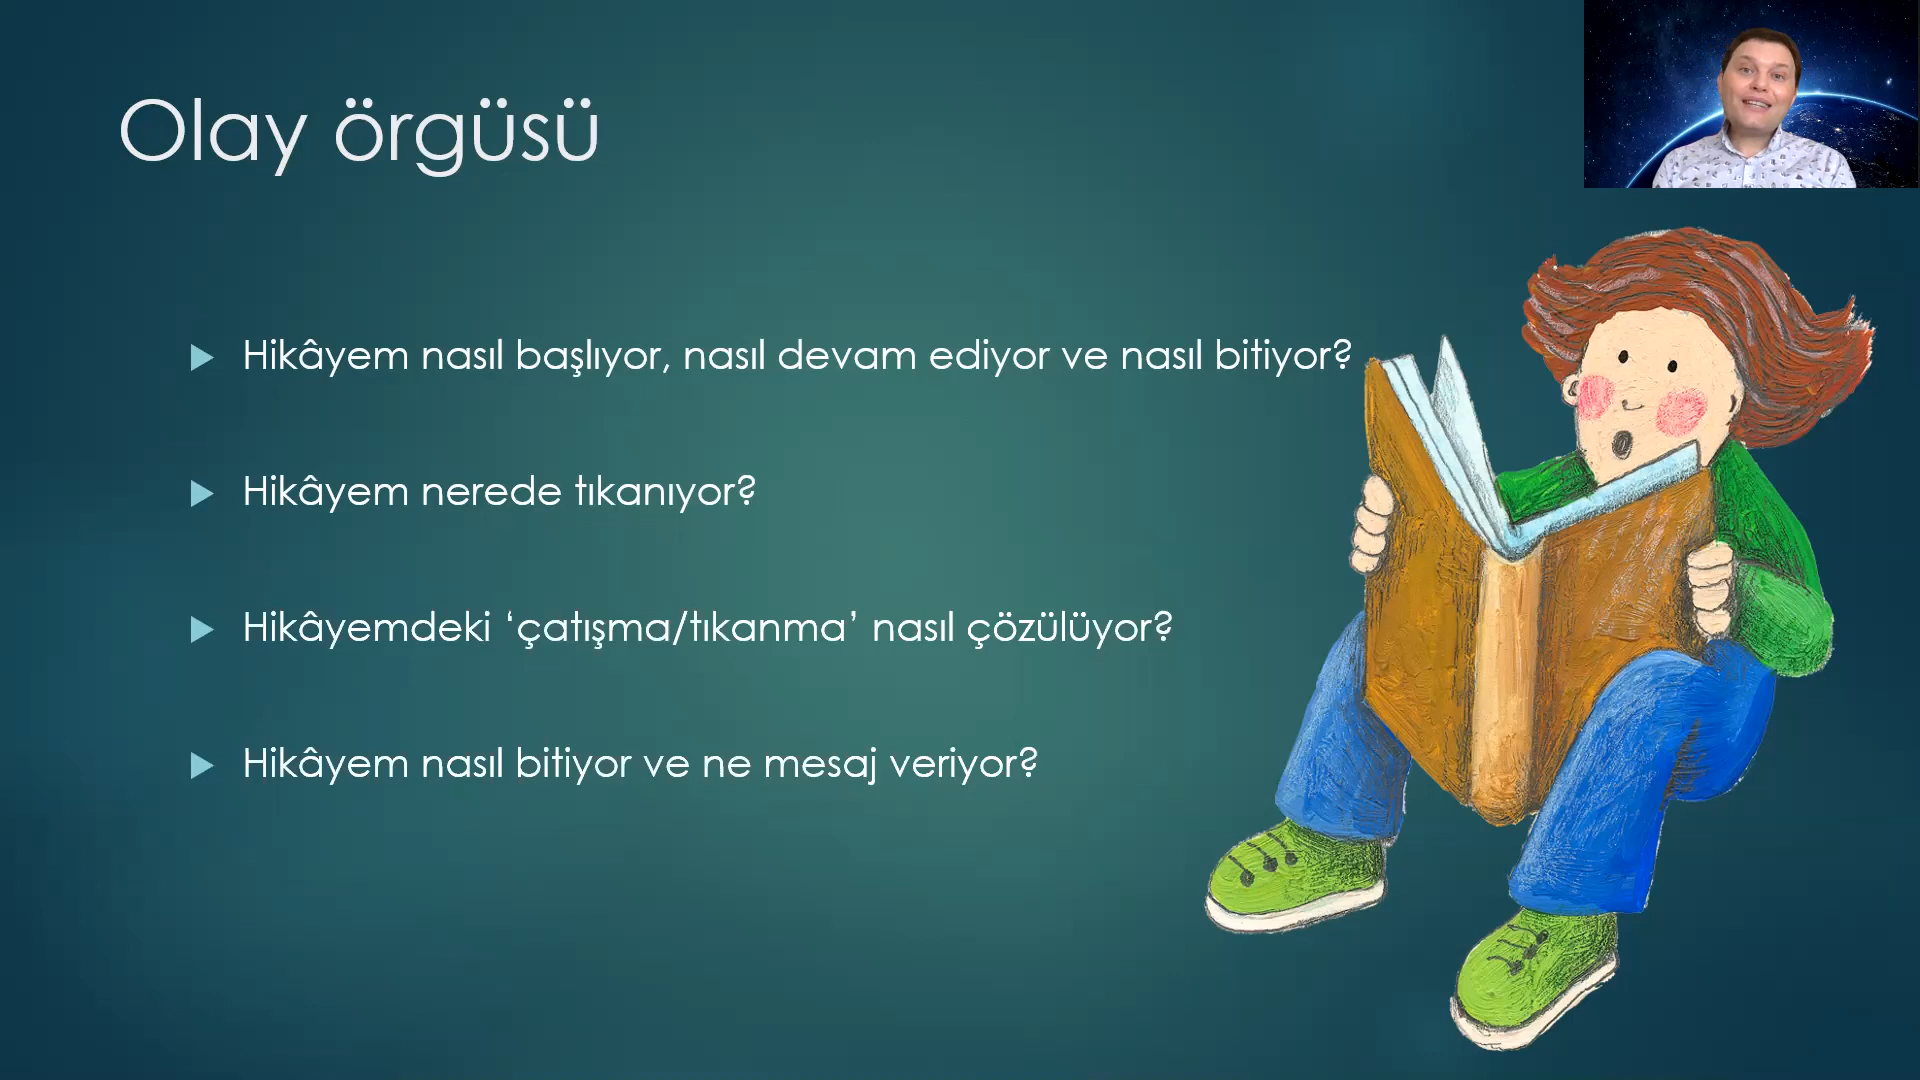 Olay örgüsü
Hikâyem nasıl başlıyor, nasıl devam ediyor ve nasıl bitiyor?
Hikâyem nerede tıkanıyor?
Hikâyemdeki ‘çatışma/tıkanma’ nasıl çözülüyor?
Hikâyem nasıl bitiyor ve ne mesaj veriyor?